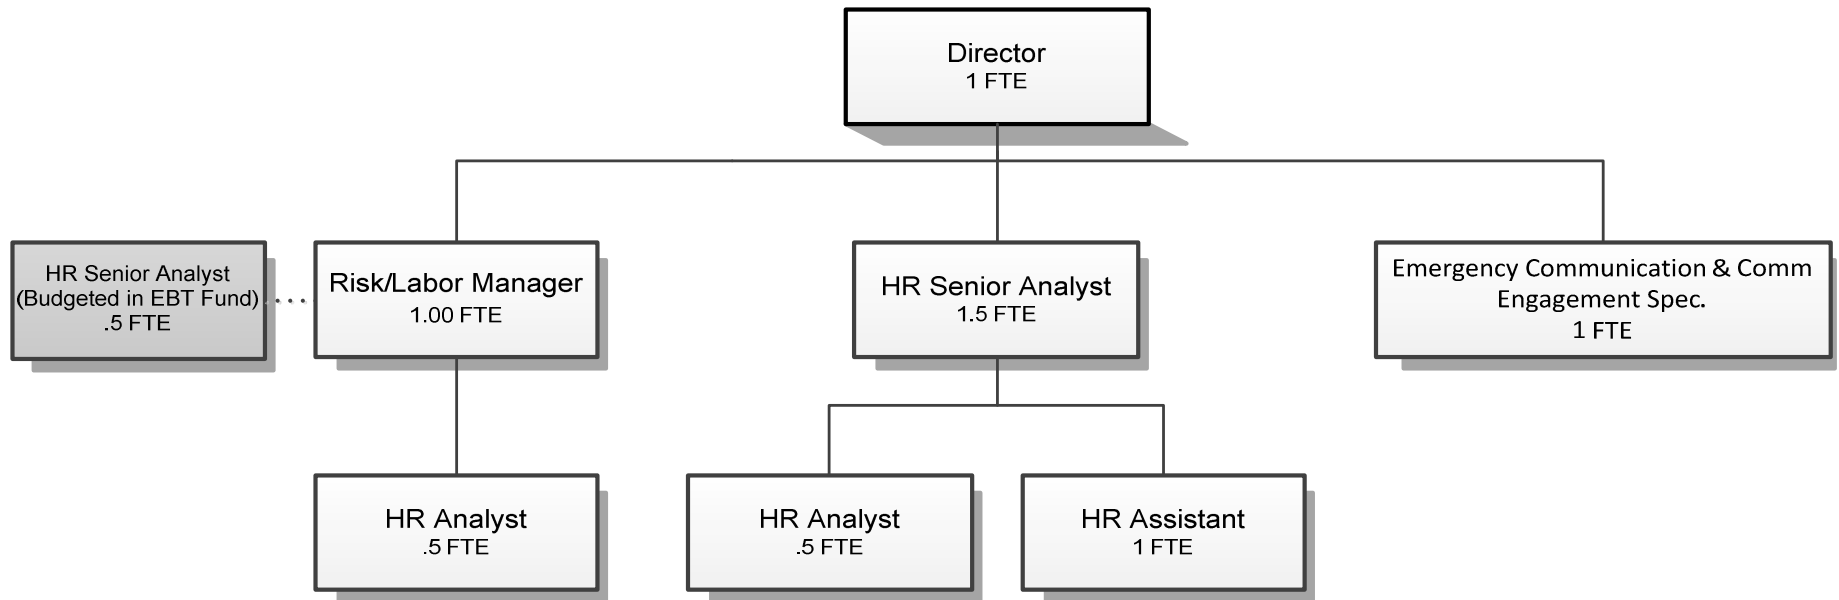 Director
1 FTE
HR Senior Analyst
(Budgeted in EBT Fund)
.5 FTE
Risk/Labor Manager
1.00 FTE
HR Senior Analyst
1.5 FTE
Emergency Communication & Comm
Engagement Spec.
1 FTE
HR Analyst
.5 FTE
HR Analyst
.5 FTE
HR Assistant
1 FTE